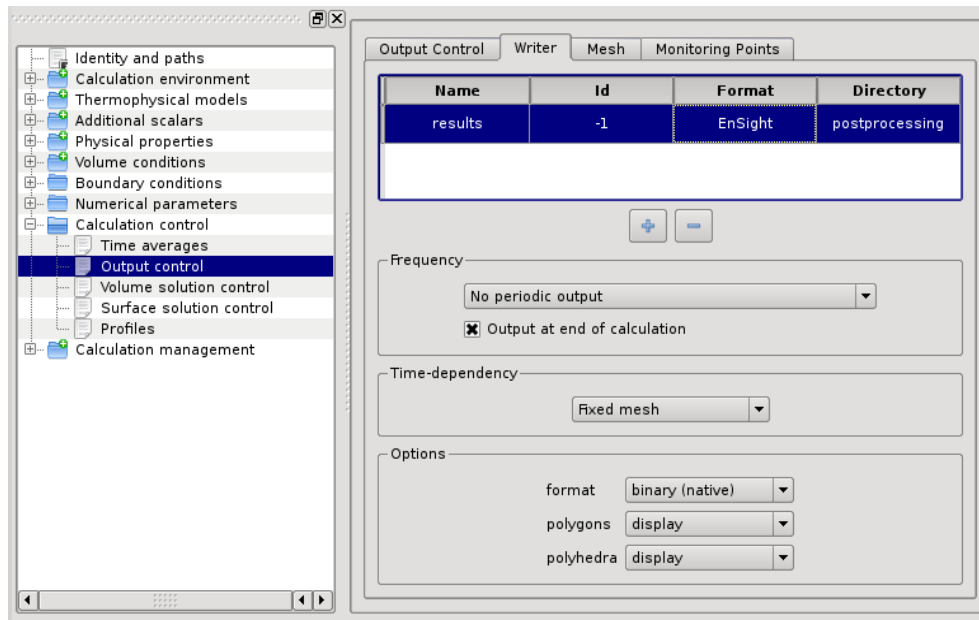 Identity and paths
Calculation environment
Thermophysical models
Additional scalars
Physical properties
Volume conditions
Boundary conditions
Numerical parameters
Calculation control
Time averages
Output control
Volume solution control
Surface solution control
Profiles
Calculation management
Output Control Writer Mesh Monitoring Points
Name Id Format Directory
results -1 EnSight postprocessing
Frequency
No periodic output
Output at end of calculation
Time-dependency
Fixed mesh
Options
format binary (native)
polygons display
polyhedra display